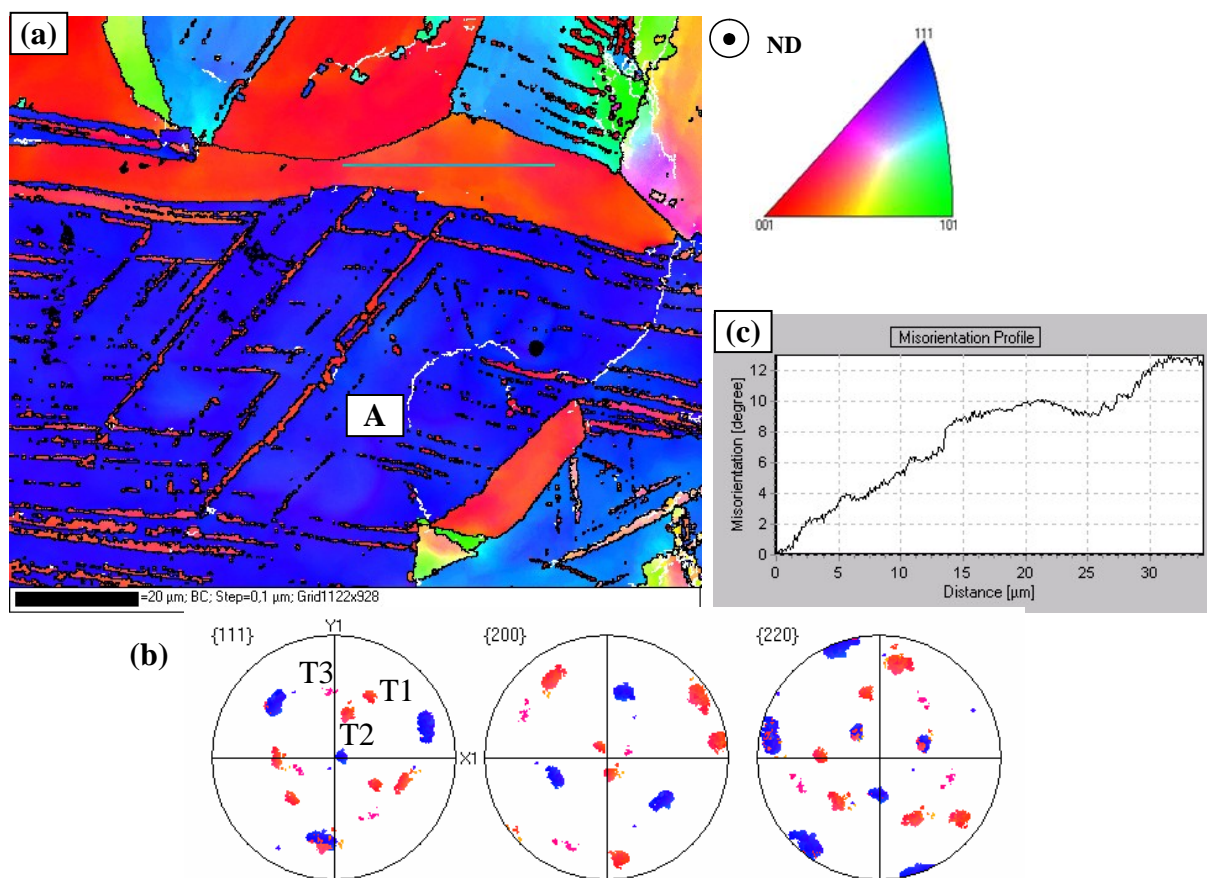 (a)
ND
111
001
101
A
=20 µm; BC; Step=0,1 µm; Grid1122x928
(c)
Misorientation Profile
Misorientation [degree]
12
10
8
6
4
2
0
0 5 10 15 20 25 30
Distance [µm]
(b)
{111}
Y1
T3
T1
T2
X1
{200}
{220}